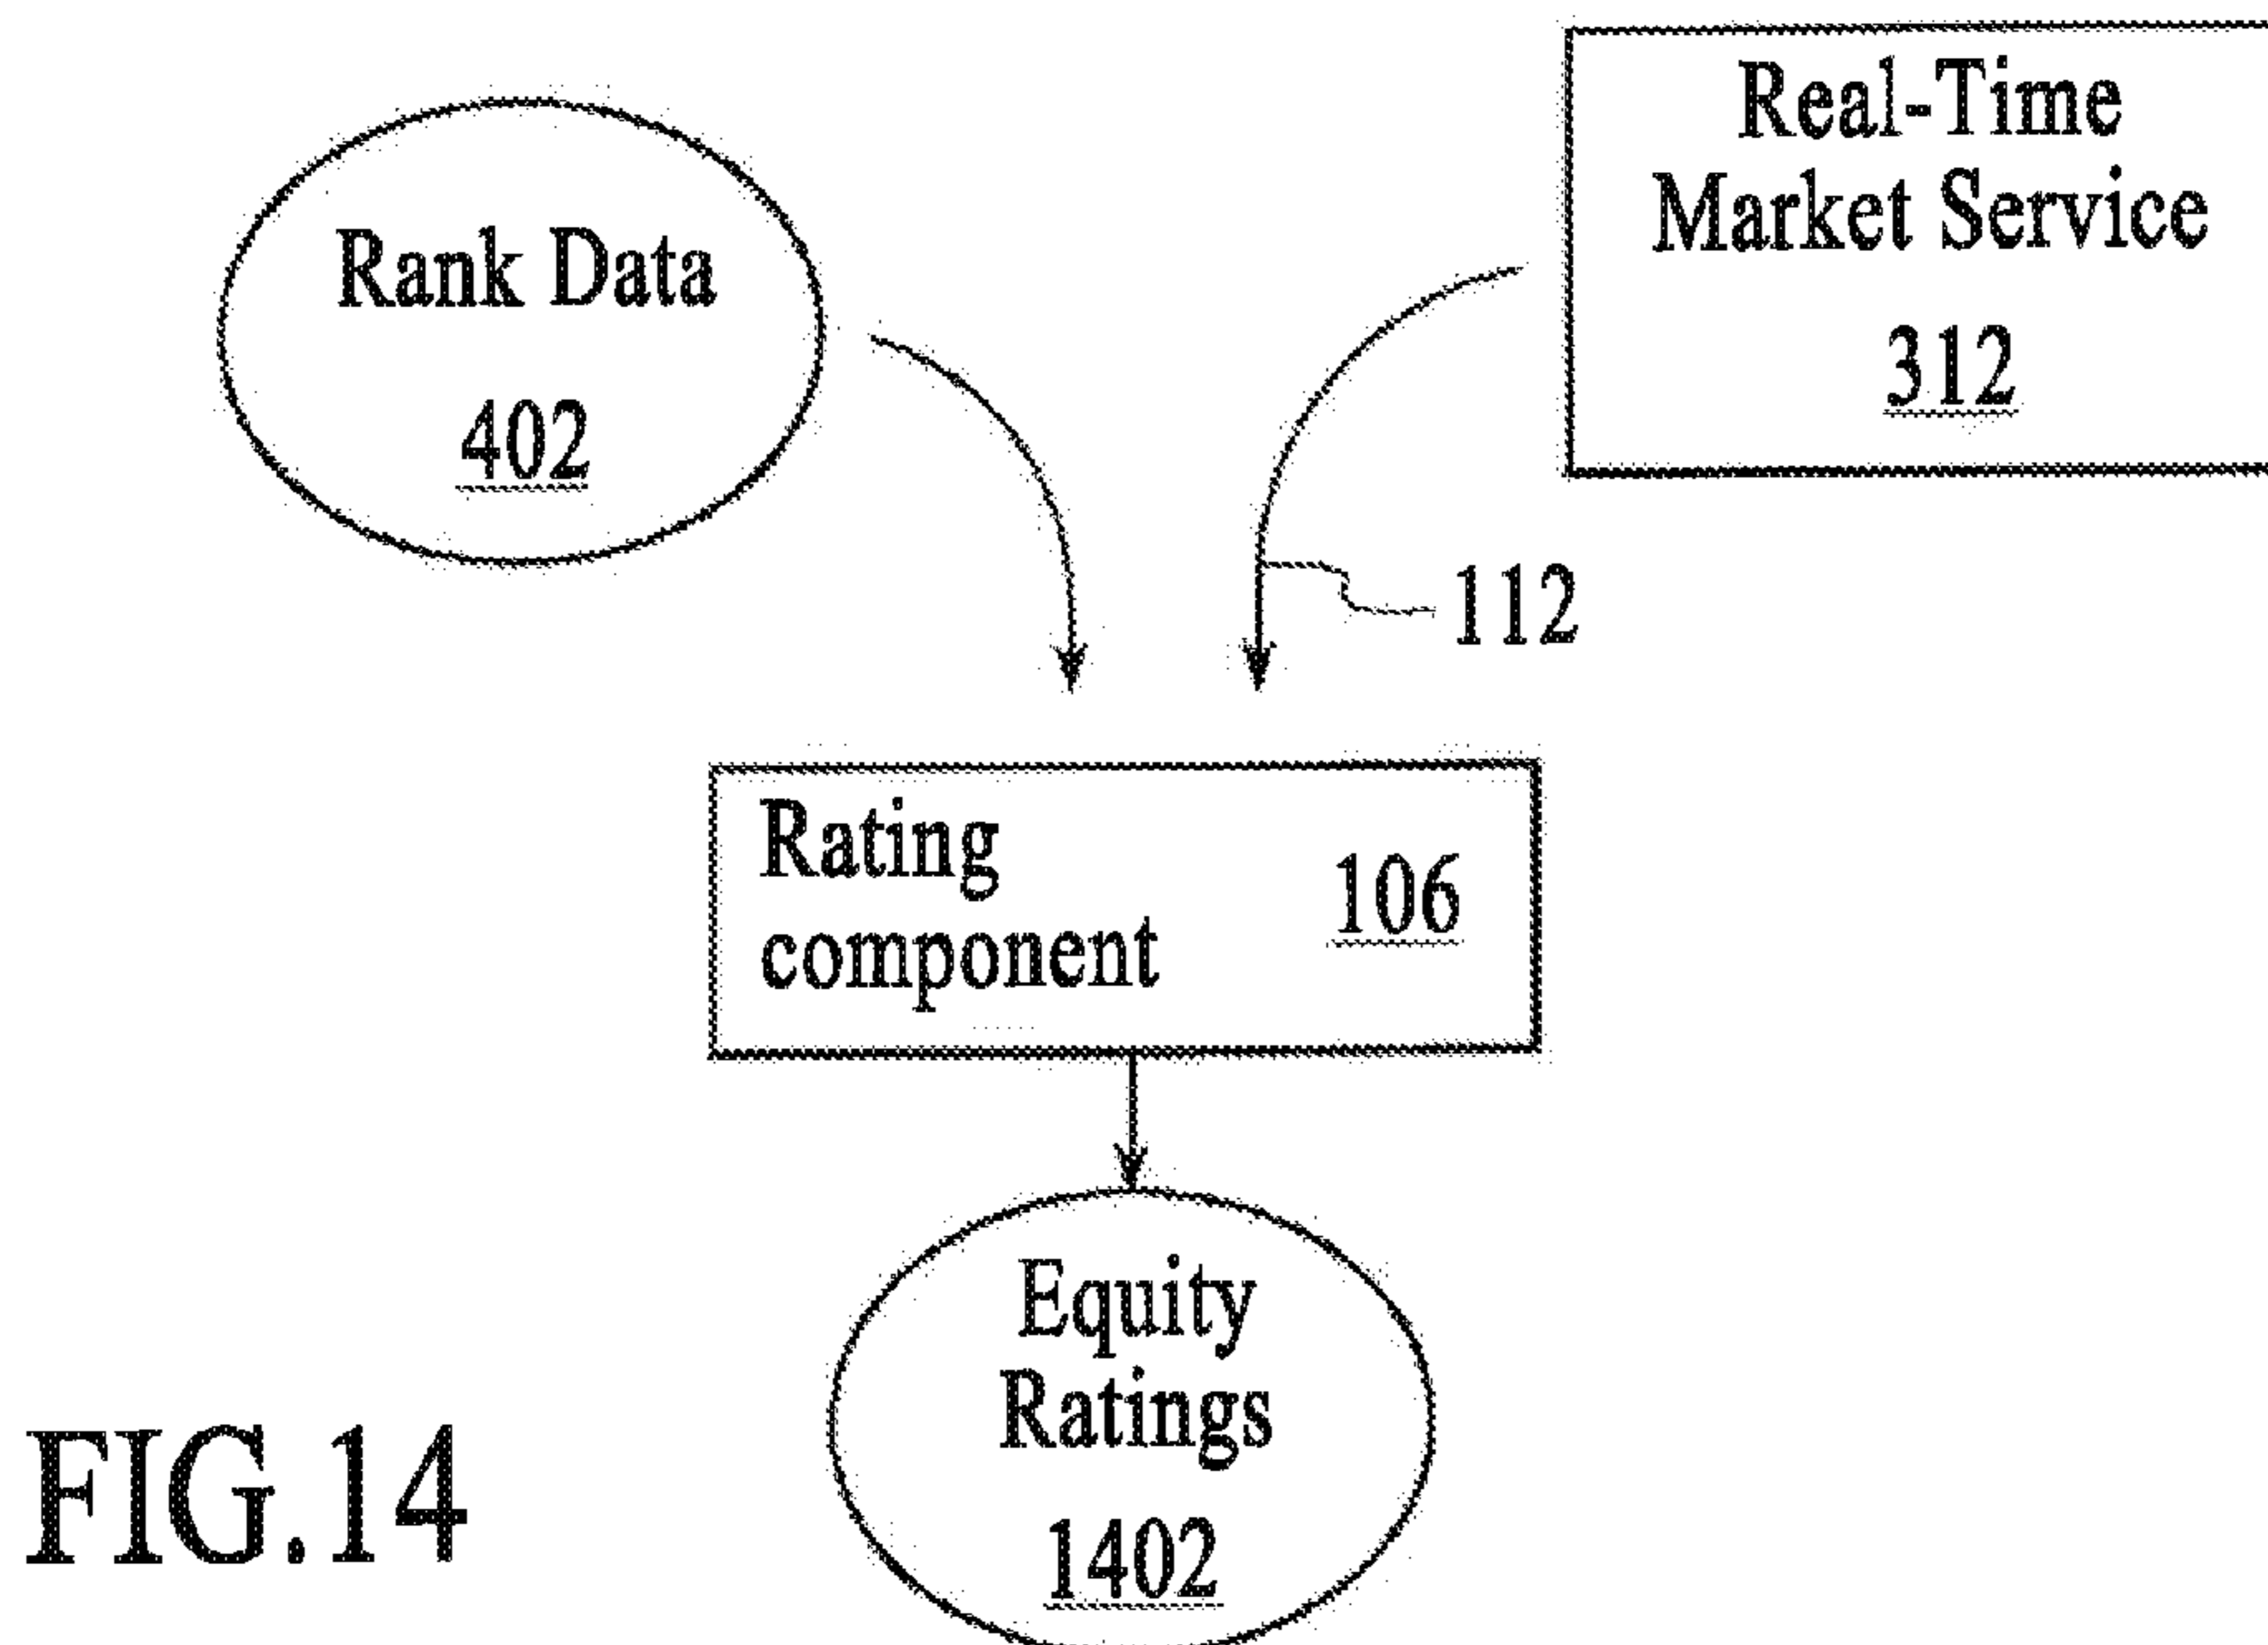 Rank Data
402
Real-Time
Market Service
312
112
Rating
component
106
Equity
Ratings
1402
FIG.14